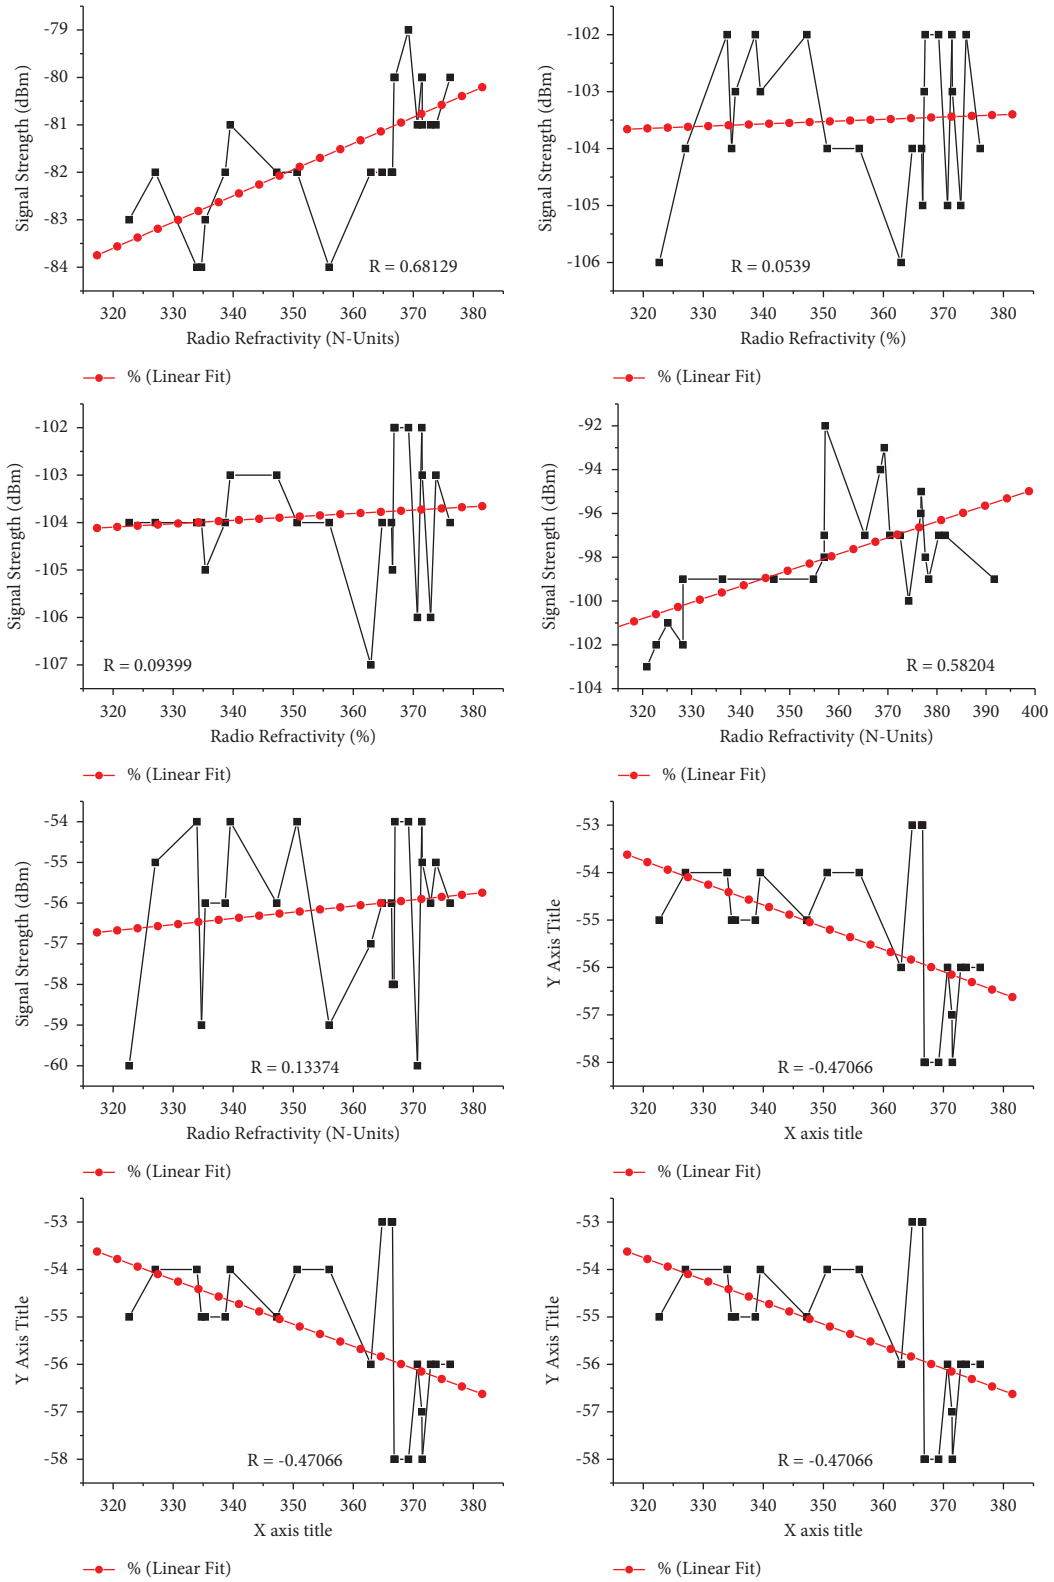 -79
-80
-81
-82
-83
-84
Signal Strength (dBm)
R = 0.68129
320 330 340 350 360 370 380
Radio Refractivity (N-Units)
% (Linear Fit)
-102
-103
-104
-105
-106
Signal Strength (dBm)
R = 0.0539
320 330 340 350 360 370 380
Radio Refractivity (%)
% (Linear Fit)
-102
-103
-104
-105
-106
-107
Signal Strength (dBm)
R = 0.09399
320 330 340 350 360 370 380
Radio Refractivity (%)
% (Linear Fit)
-92
-94
-96
-98
-100
-102
-104
Signal Strength (dBm)
R = 0.58204
320 330 340 350 360 370 380 390 400
Radio Refractivity (N-Units)
% (Linear Fit)
-54
-55
-56
-57
-58
-59
-60
Signal Strength (dBm)
R = 0.13374
320 330 340 350 360 370 380
Radio Refractivity (N-Units)
% (Linear Fit)
-53
-54
-55
-56
-57
-58
Y Axis Title
R = -0.47066
320 330 340 350 360 370 380
X axis title
% (Linear Fit)
-53
-54
-55
-56
-57
-58
Y Axis Title
R = -0.47066
320 330 340 350 360 370 380
X axis title
% (Linear Fit)
-53
-54
-55
-56
-57
-58
Y Axis Title
R = -0.47066
320 330 340 350 360 370 380
X axis title
% (Linear Fit)